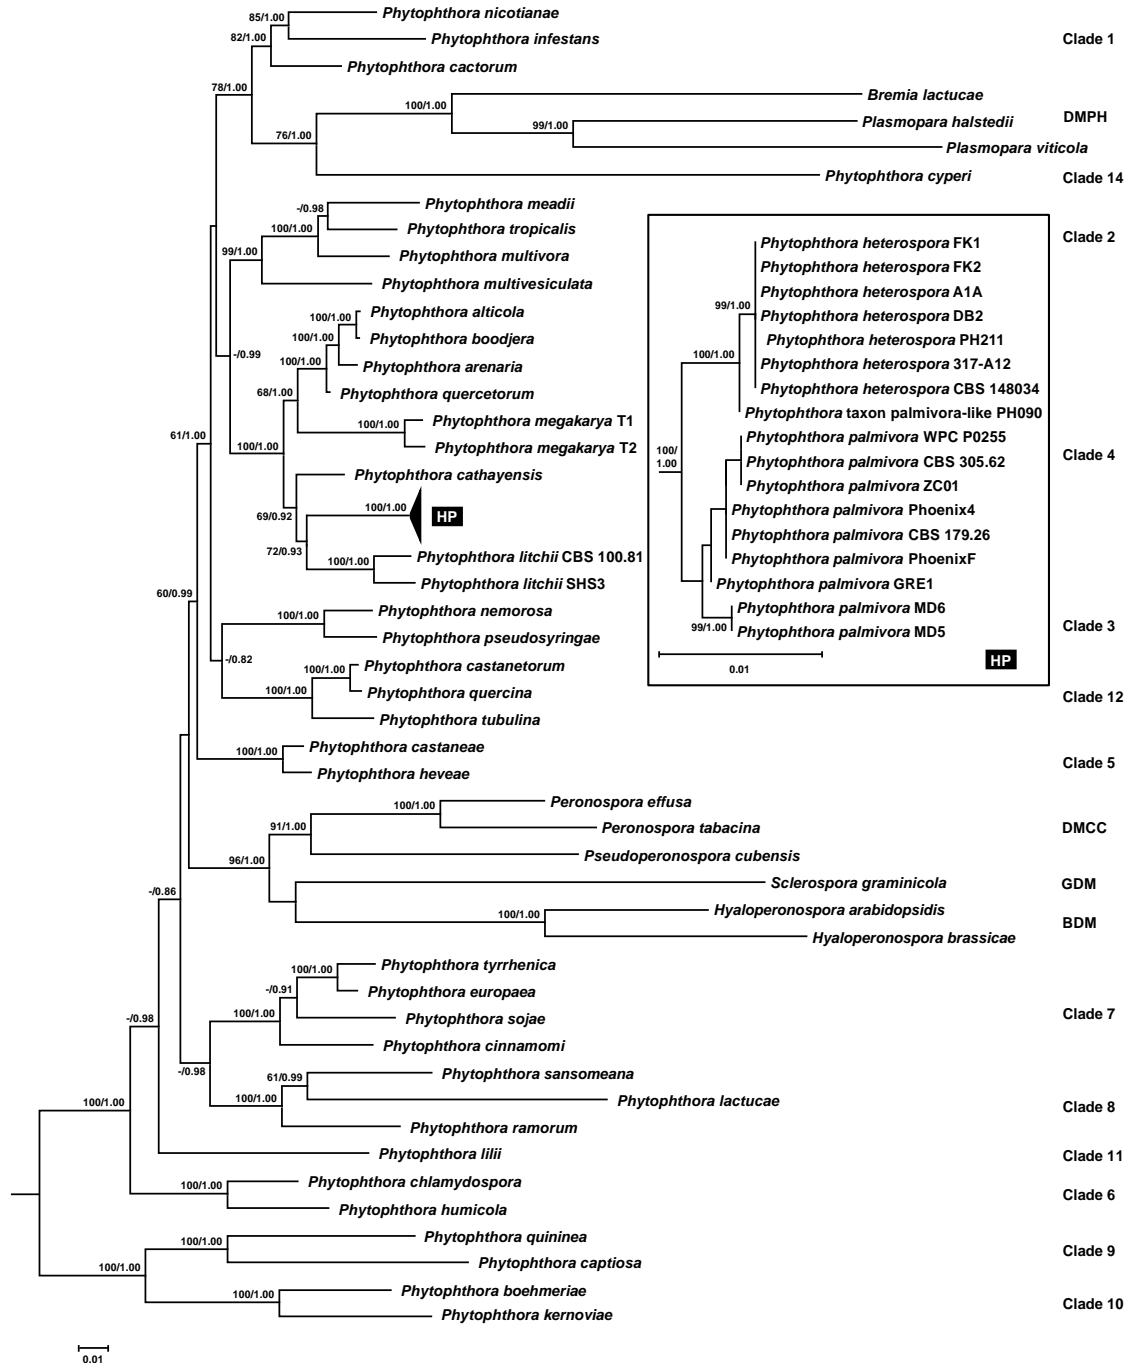 85/1.00
Phytophthora nicotianae
82/1.00
Phytophthora infestans
Clade 1
Phytophthora cactorum
78/1.00
Bremia lactucae
100/1.00
DMPH
Plasmopara halstedii
99/1.00
Plasmopara viticola
76/1.00
Phytophthora cyperi
Clade 14
Phytophthora meadii
-/0.98
Phytophthora tropicalis
100/1.00
Clade 2
Phytophthora multivora
99/1.00
Phytophthora multivesiculata
Phytophthora alticola
100/1.00
Phytophthora boodjera
100/1.00
-/0.99
Phytophthora arenaria
100/1.00
Phytophthora quercetorum
68/1.00
Phytophthora megakarya T1
100/1.00
Phytophthora megakarya T2
61/1.00
100/1.00
Clade 4
Phytophthora cathayensis
100/1.00
HP
69/0.92
72/0.93
Phytophthora litchii CBS 100.81
100/1.00
Phytophthora litchii SHS3
60/0.99
Phytophthora nemorosa
100/1.00
Clade 3
Phytophthora pseudosyringae
-/0.82
Phytophthora castanetorum
100/1.00
Phytophthora quercina
100/1.00
Clade 12
Phytophthora tubulina
Phytophthora castaneae
100/1.00
Clade 5
Phytophthora heveae
Phytophthora heterospora FK1
Phytophthora heterospora FK2
Phytophthora heterospora A1A
99/1.00
Phytophthora heterospora DB2
Phytophthora heterospora PH211
100/1.00
Phytophthora heterospora 317-A12
Phytophthora heterospora CBS 148034
Phytophthora taxon palmivora-like PH090
Phytophthora palmivora WPC P0255
100/
1.00
Phytophthora palmivora CBS 305.62
Phytophthora palmivora ZC01
Phytophthora palmivora Phoenix4
Phytophthora palmivora CBS 179.26
Phytophthora palmivora PhoenixF
Phytophthora palmivora GRE1
Phytophthora palmivora MD6
99/1.00
Phytophthora palmivora MD5
0.01
HP
Peronospora effusa
100/1.00
Peronospora tabacina
DMCC
91/1.00
Pseudoperonospora cubensis
96/1.00
Sclerospora graminicola
GDM
-/0.86
Hyaloperonospora arabidopsidis
100/1.00
BDM
Hyaloperonospora brassicae
Phytophthora tyrrhenica
100/1.00
Phytophthora europaea
-/0.91
Phytophthora sojae
100/1.00
Clade 7
-/0.98
Phytophthora cinnamomi
-/0.98
Phytophthora sansomeana
61/0.99
Phytophthora lactucae
100/1.00
100/1.00
Clade 8
Phytophthora ramorum
Phytophthora lilii
Clade 11
Phytophthora chlamydospora
100/1.00
Clade 6
Phytophthora humicola
Phytophthora quininea
100/1.00
Clade 9
Phytophthora captiosa
100/1.00
Phytophthora boehmeriae
100/1.00
Clade 10
Phytophthora kernoviae
0.01